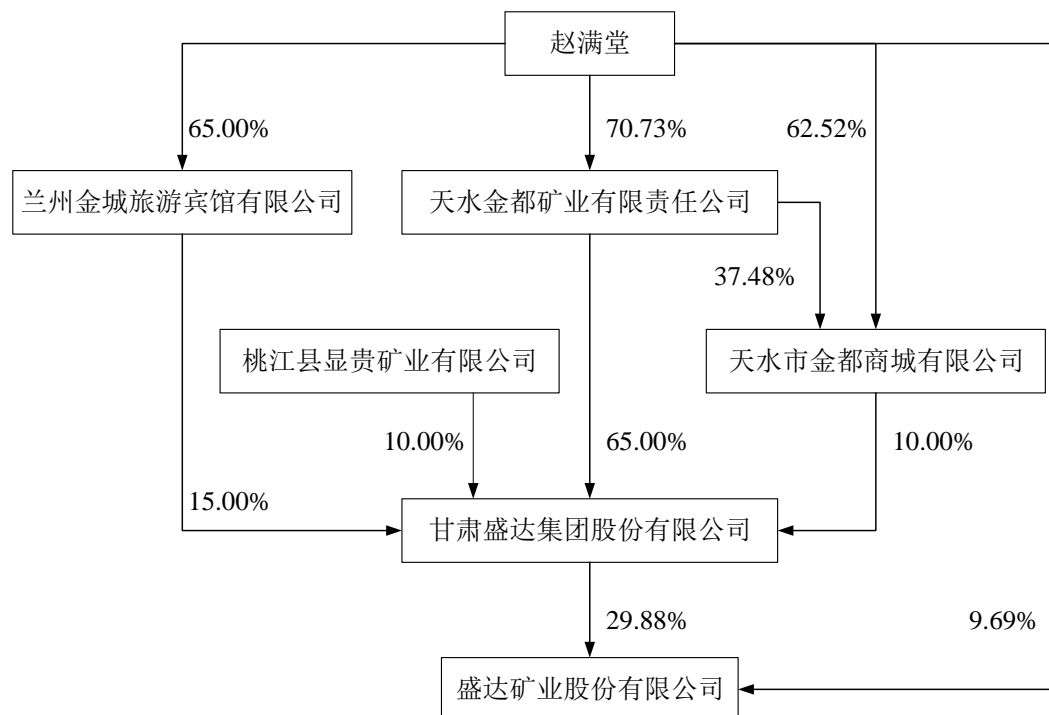 赵满堂
65.00%
70.73%
62.52%
兰州金城旅游宾馆有限公司
天水金都矿业有限责任公司
37.48%
桃江县显贵矿业有限公司
天水市金都商城有限公司
10.00%
65.00%
10.00%
15.00%
甘肃盛达集团股份有限公司
29.88%
9.69%
盛达矿业股份有限公司